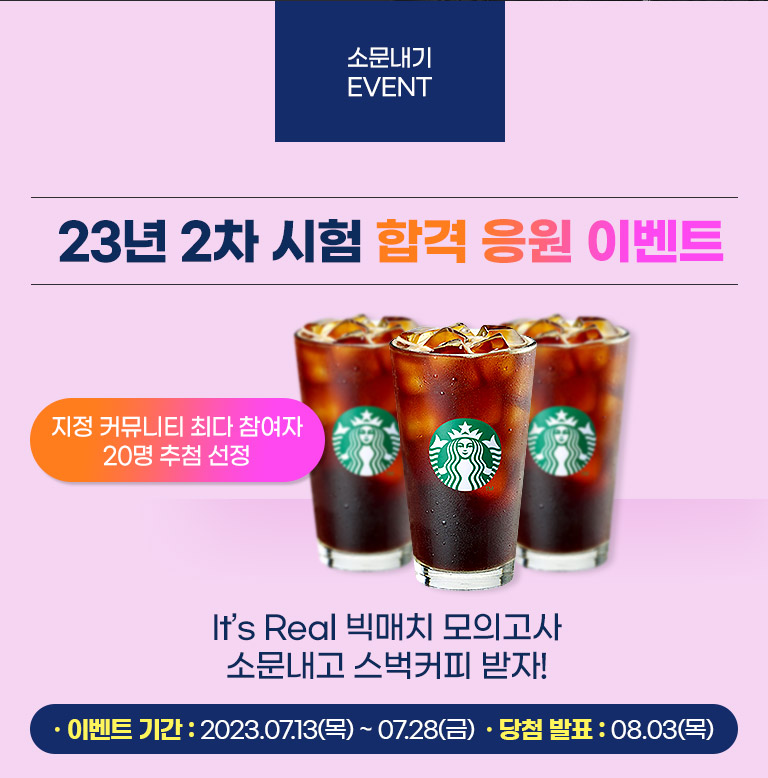 소문내기
EVENT
23년 2차 시험 합격 응원 이벤트
지정 커뮤니티 최다 참여자
20명 추첨 선정
It’s Real 빅매치 모의고사
소문내고 스벅커피 받자!
· 이벤트 기간 : 2023.07.13(목) ~ 07.28(금) · 당첨 발표 : 08.03(목)